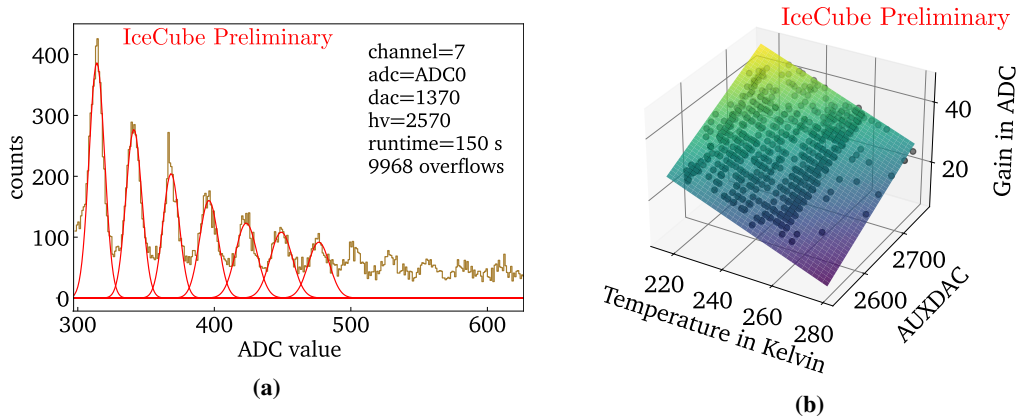 IceCube Preliminary
channel=7
adc=ADC0
dac=1370
hv=2570
runtime=150 s
9968 overflows
counts
400
300
200
100
0
300 400 500 600
ADC value
(a)
IceCube Preliminary
Gain in ADC
40
20
220 240 260 280
Temperature in Kelvin
2600 2700
AUXDAC
(b)